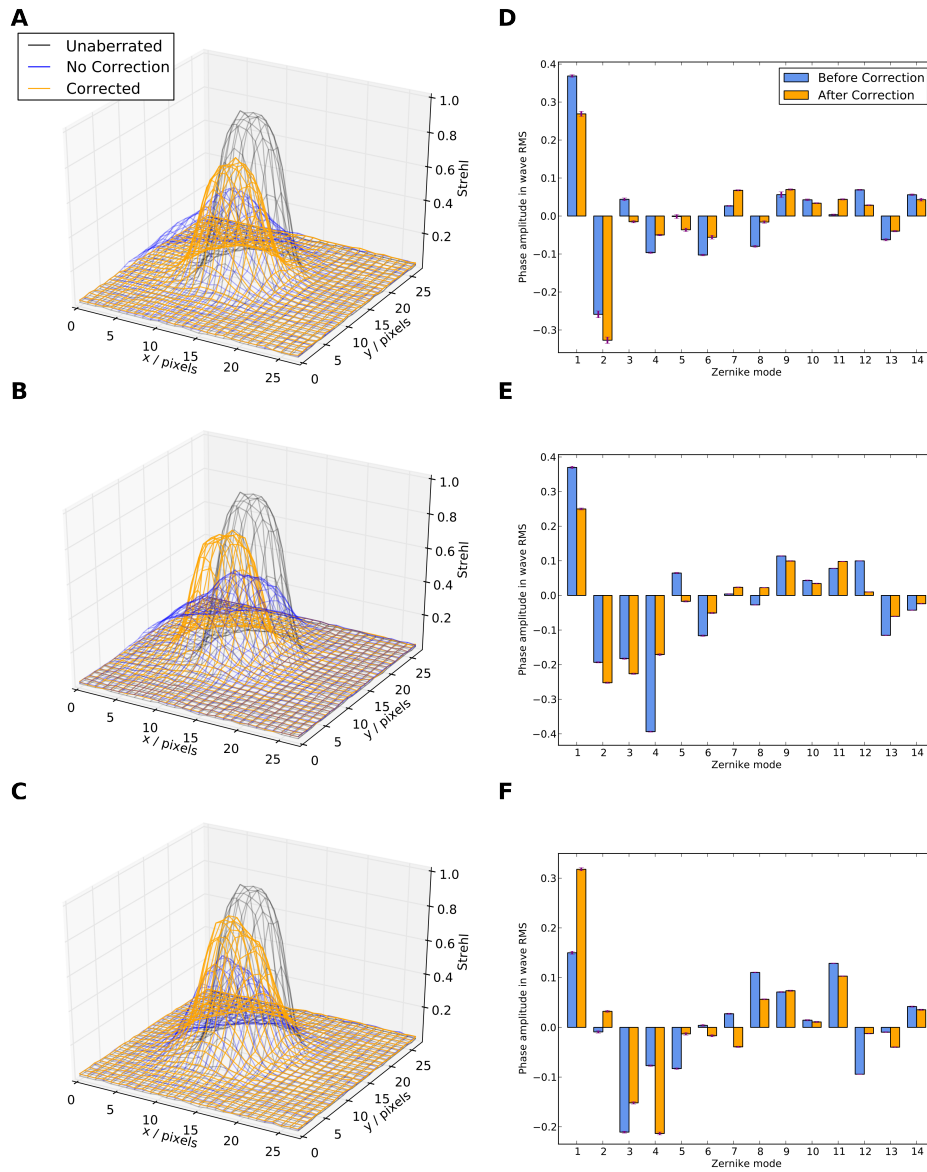 A
Unaberrated
No Correction
Corrected
1.0
0.8
0.6
0.4
0.2
Strehl
0 5 10 15 20 25
x / pixels
0 5 10 15 20 25
y / pixels
D
Before Correction
After Correction
0.4
0.3
0.2
0.1
0.0
−0.1
−0.2
−0.3
Phase amplitude in wave RMS
1 2 3 4 5 6 7 8 9 10 11 12 13 14
Zernike mode
B
1.0
0.8
0.6
0.4
0.2
Strehl
0 5 10 15 20 25
x / pixels
0 5 10 15 20 25
y / pixels
E
0.4
0.3
0.2
0.1
0.0
−0.1
−0.2
−0.3
−0.4
Phase amplitude in wave RMS
1 2 3 4 5 6 7 8 9 10 11 12 13 14
Zernike mode
C
1.0
0.8
0.6
0.4
0.2
Strehl
0 5 10 15 20 25
x / pixels
0 5 10 15 20 25
y / pixels
F
0.3
0.2
0.1
0.0
−0.1
−0.2
Phase amplitude in wave RMS
1 2 3 4 5 6 7 8 9 10 11 12 13 14
Zernike mode